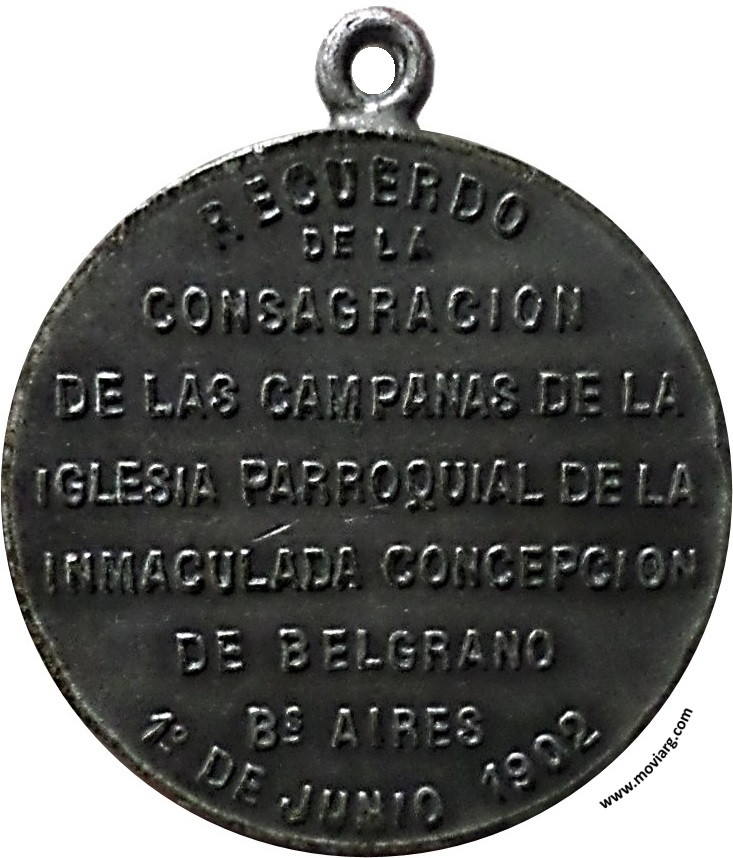 RECUERDO
DE LA
CONSAGRACION
DE LAS CAMPANAS DE LA
IGLESIA PARROQUIAL DE LA
INMACULADA CONCEPCION
DE BELGRANO
Bs AIRES
1º DE JUNIO 1902
www.moviarg.com